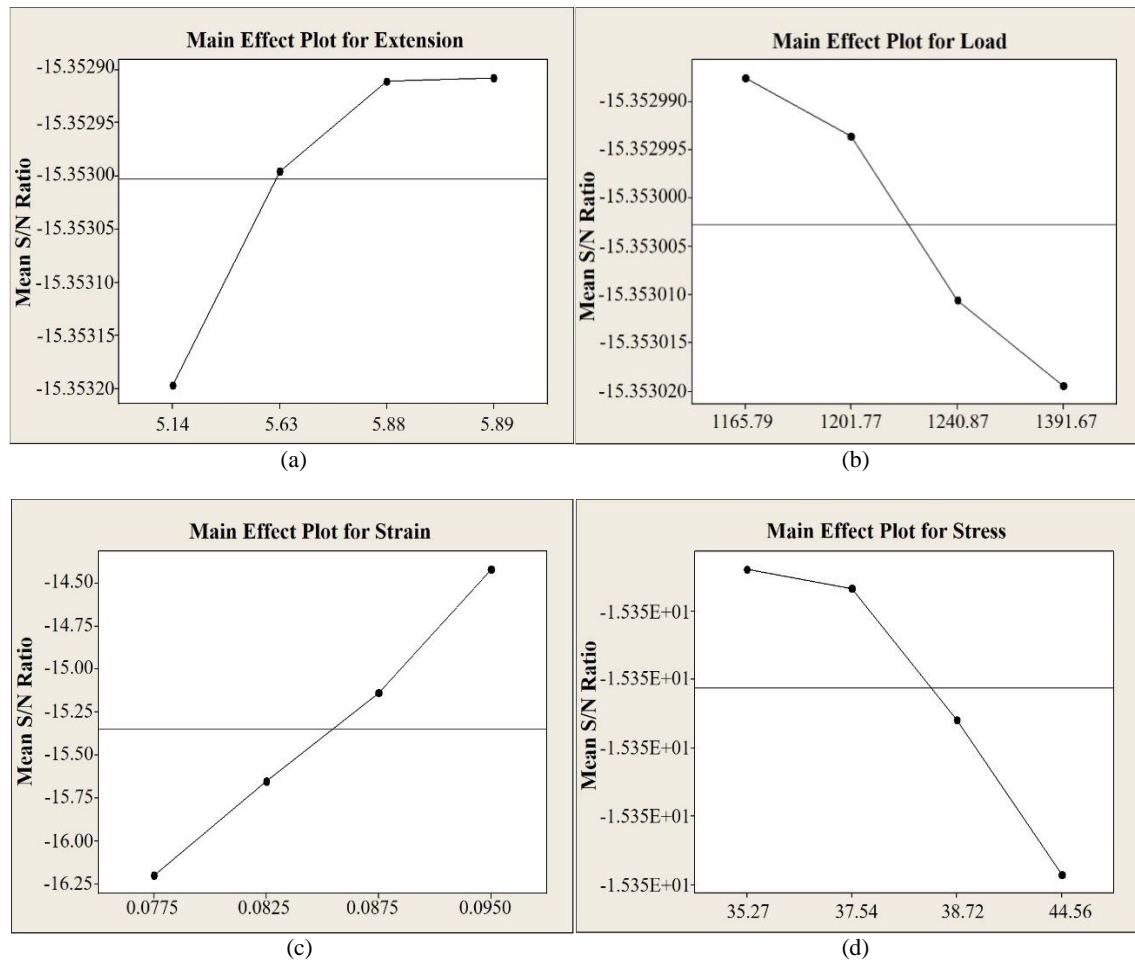 Main Effect Plot for Extension
Mean S/N Ratio
-15.35290
-15.35295
-15.35300
-15.35305
-15.35310
-15.35315
-15.35320
5.14 5.63 5.88 5.89
(a)
Main Effect Plot for Load
Mean S/N Ratio
-15.352990
-15.352995
-15.353000
-15.353005
-15.353010
-15.353015
-15.353020
1165.79 1201.77 1240.87 1391.67
(b)
Main Effect Plot for Strain
Mean S/N Ratio
-14.50
-14.75
-15.00
-15.25
-15.50
-15.75
-16.00
-16.25
0.0775 0.0825 0.0875 0.0950
(c)
Main Effect Plot for Stress
Mean S/N Ratio
-1.535E+01
-1.535E+01
-1.535E+01
-1.535E+01
-1.535E+01
35.27 37.54 38.72 44.56
(d)